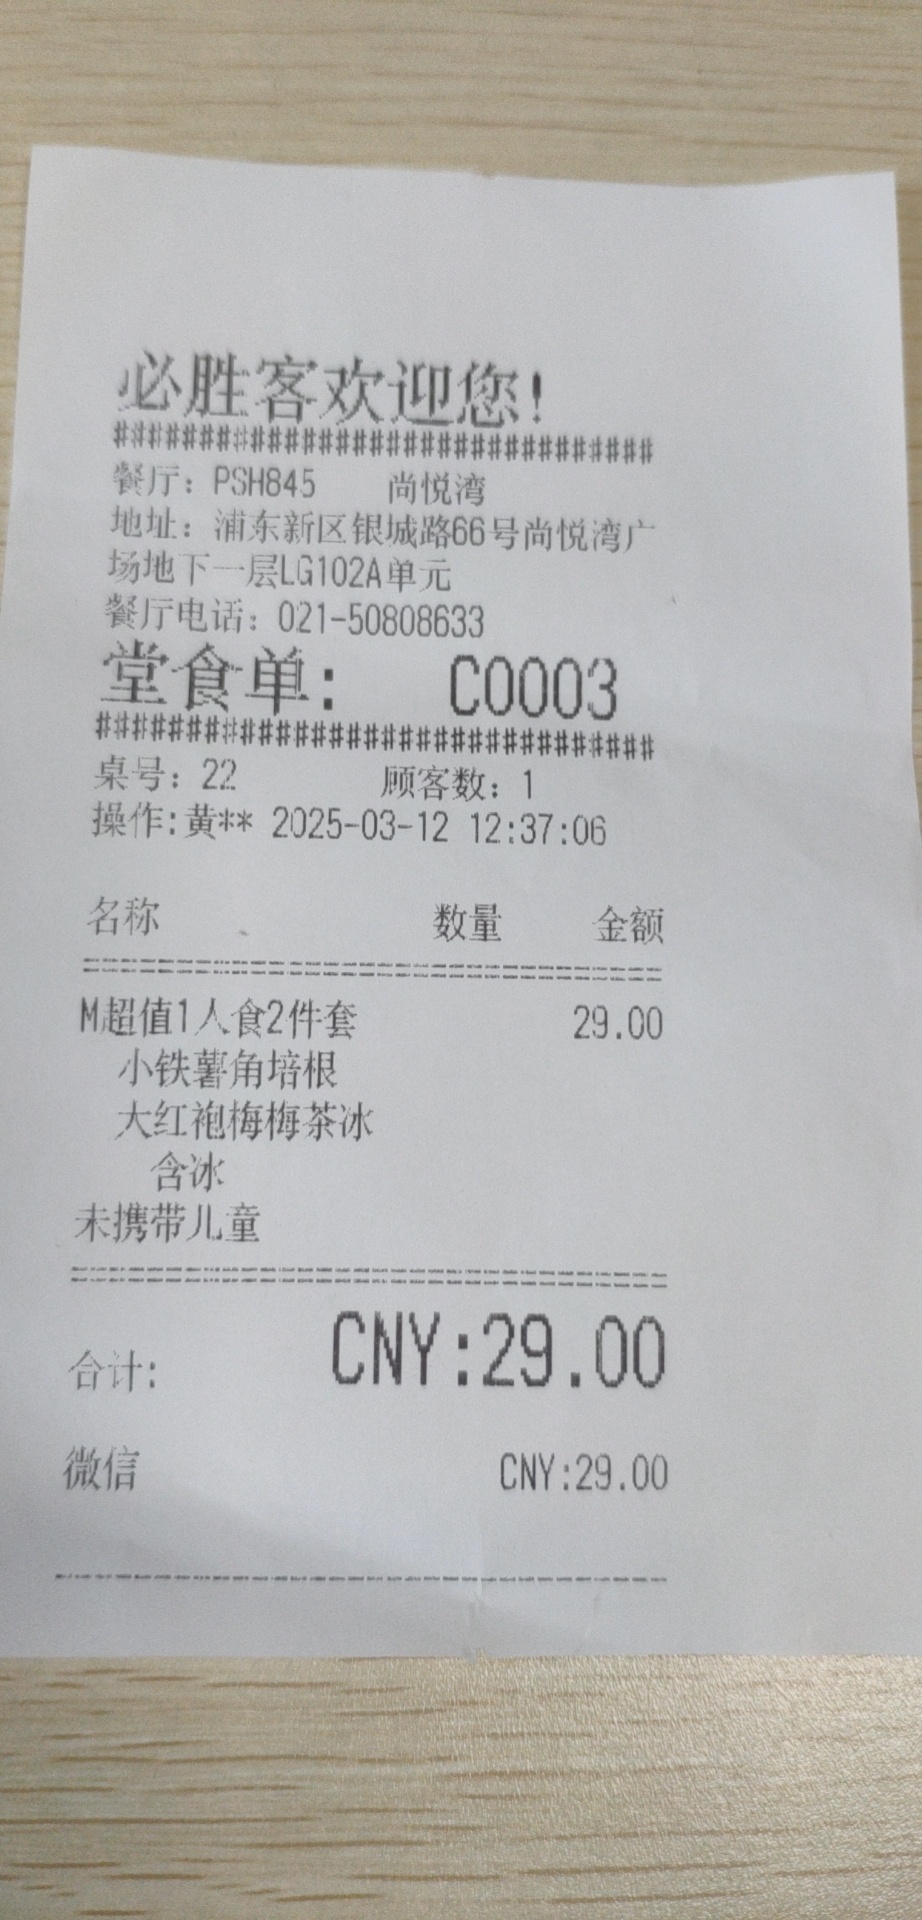 必胜客欢迎您!
################################
餐厅：PSH845 尚悦湾
地址：浦东新区银城路66号尚悦湾广
场地下一层LG102A单元
餐厅电话：021-50808633
堂食单: C0003
################################
桌号：22 顾客数：1
操作:黄** 2025-03-12 12:37:06
名称 数量 金额
M超值1人食2件套 29.00
小铁薯角培根
大红袍梅梅茶冰
含冰
未携带儿童
合计: CNY:29.00
微信 CNY:29.00